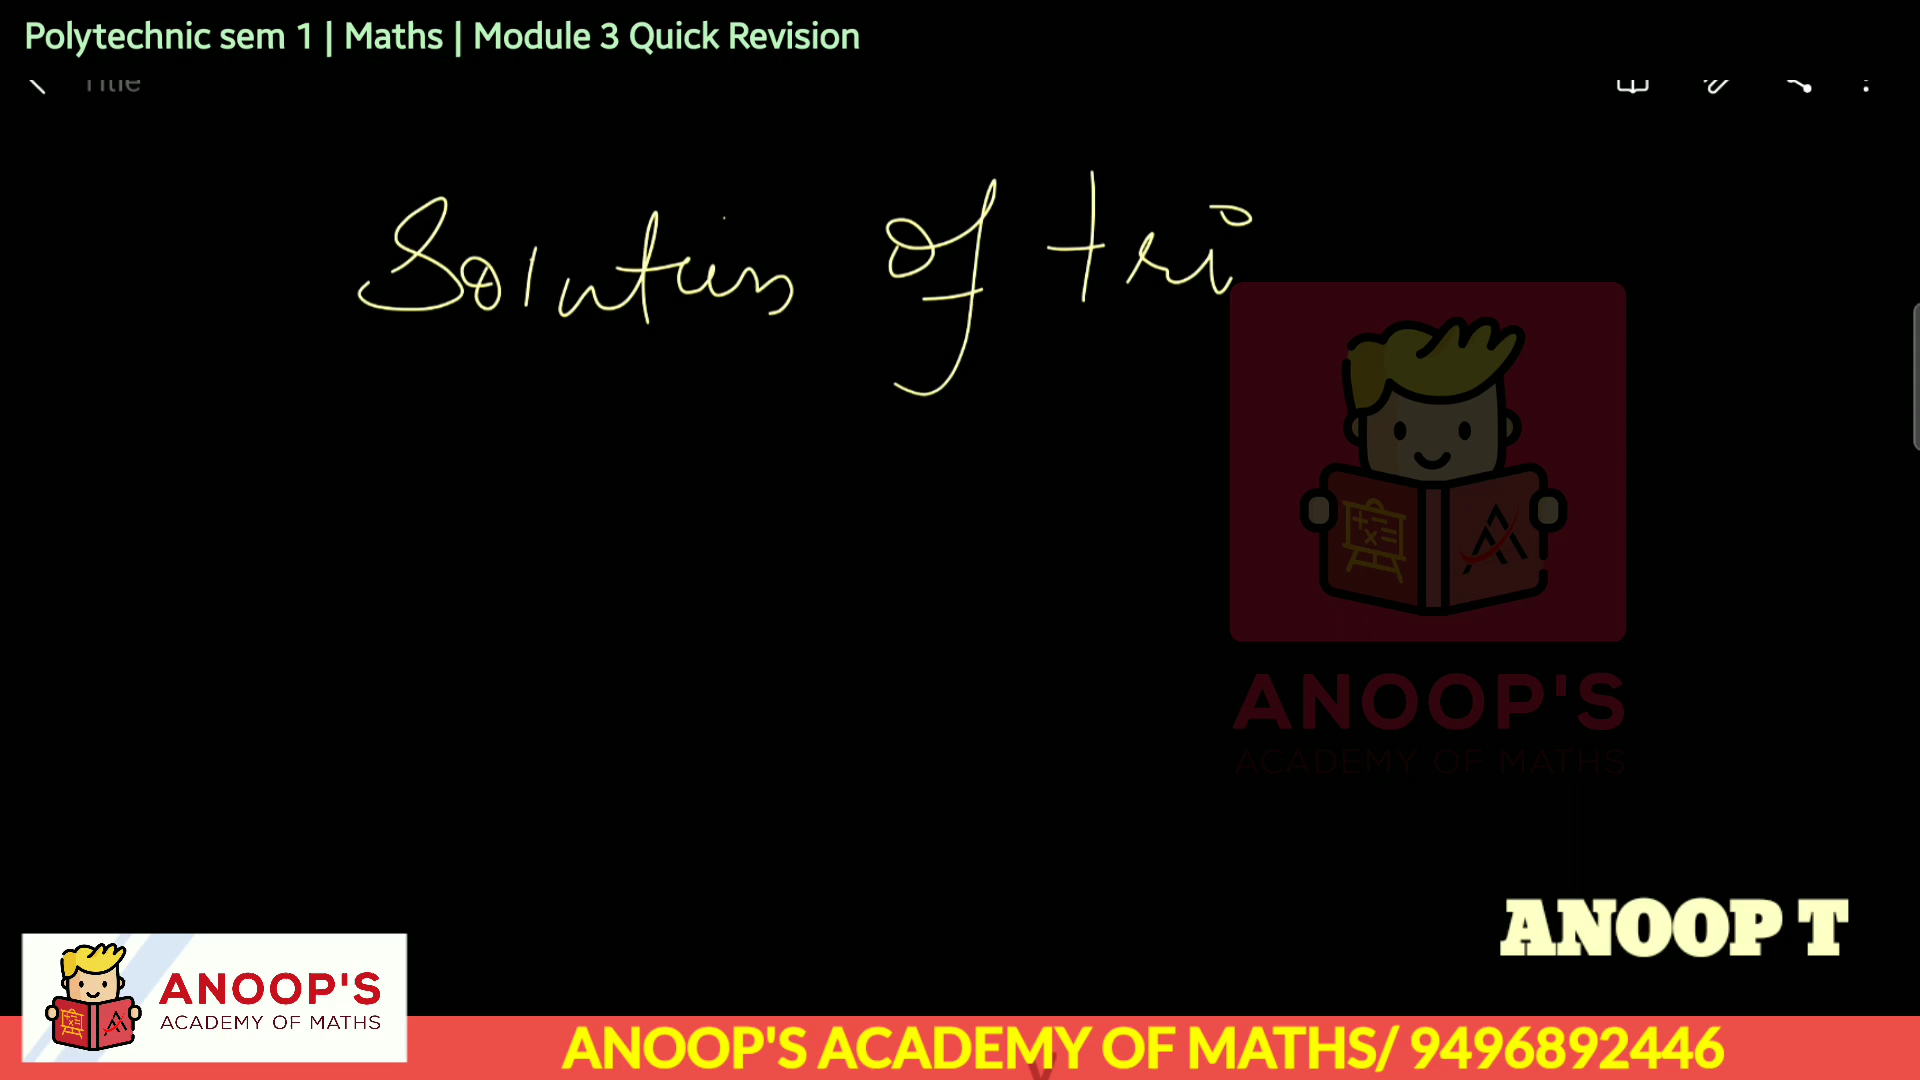 Polytechnic sem 1 | Maths | Module 3 Quick Revision
Title
Solution of tri
ANOOP'S
ACADEMY OF MATHS
ANOOP T
ANOOP'S
ACADEMY OF MATHS
ANOOP'S ACADEMY OF MATHS/ 9496892446